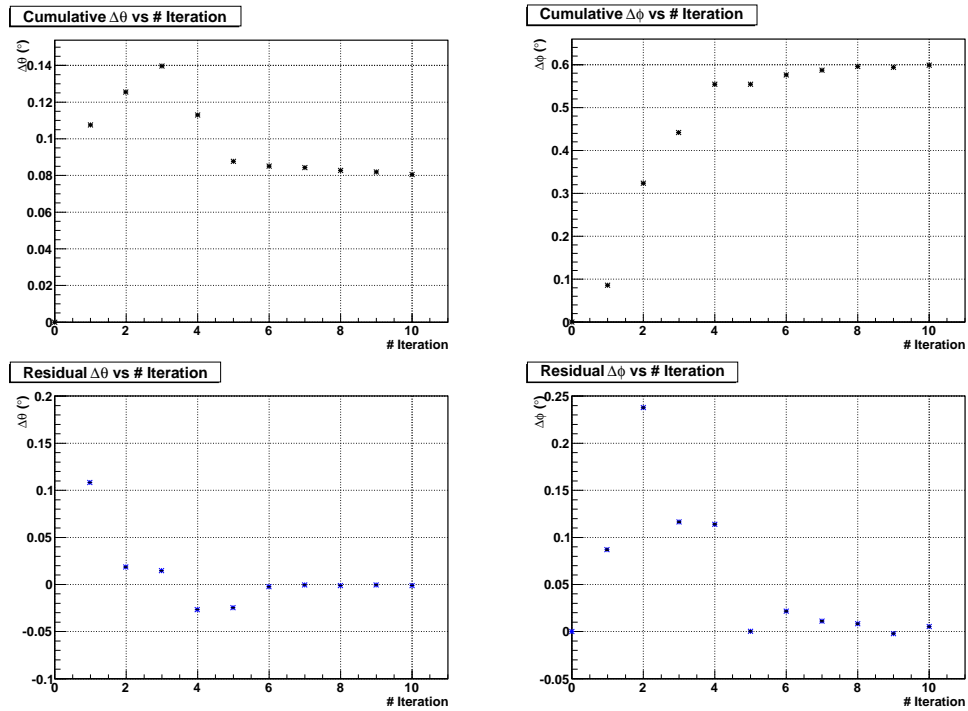 Cumulative Δθ vs # Iteration
Δθ (°)
0.14
0.12
0.1
0.08
0.06
0.04
0.02
0
0 2 4 6 8 10
# Iteration
Cumulative Δϕ vs # Iteration
Δϕ (°)
0.6
0.5
0.4
0.3
0.2
0.1
0
0 2 4 6 8 10
# Iteration
Residual Δθ vs # Iteration
Δθ (°)
0.2
0.15
0.1
0.05
0
-0.05
-0.1
0 2 4 6 8 10
# Iteration
Residual Δϕ vs # Iteration
Δϕ (°)
0.25
0.2
0.15
0.1
0.05
0
-0.05
0 2 4 6 8 10
# Iteration